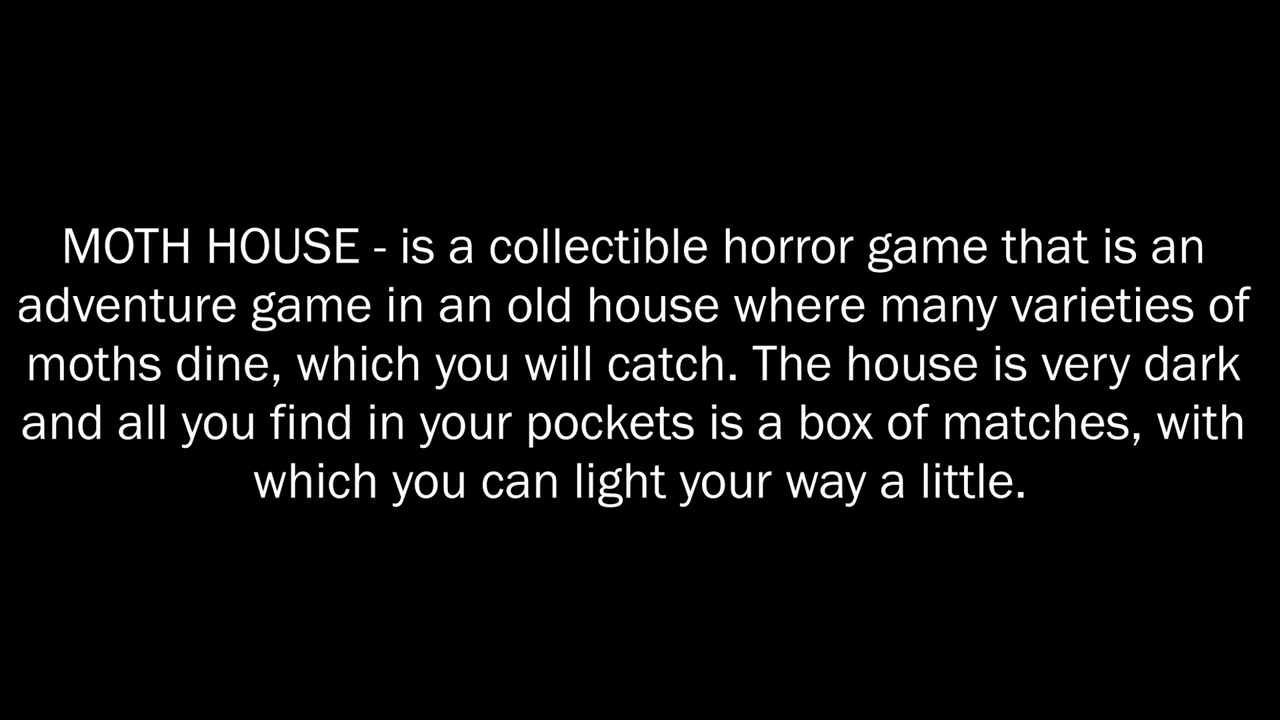 MOTH HOUSE - is a collectible horror game that is an
adventure game in an old house where many varieties of
moths dine, which you will catch. The house is very dark
and all you find in your pockets is a box of matches, with
which you can light your way a little.